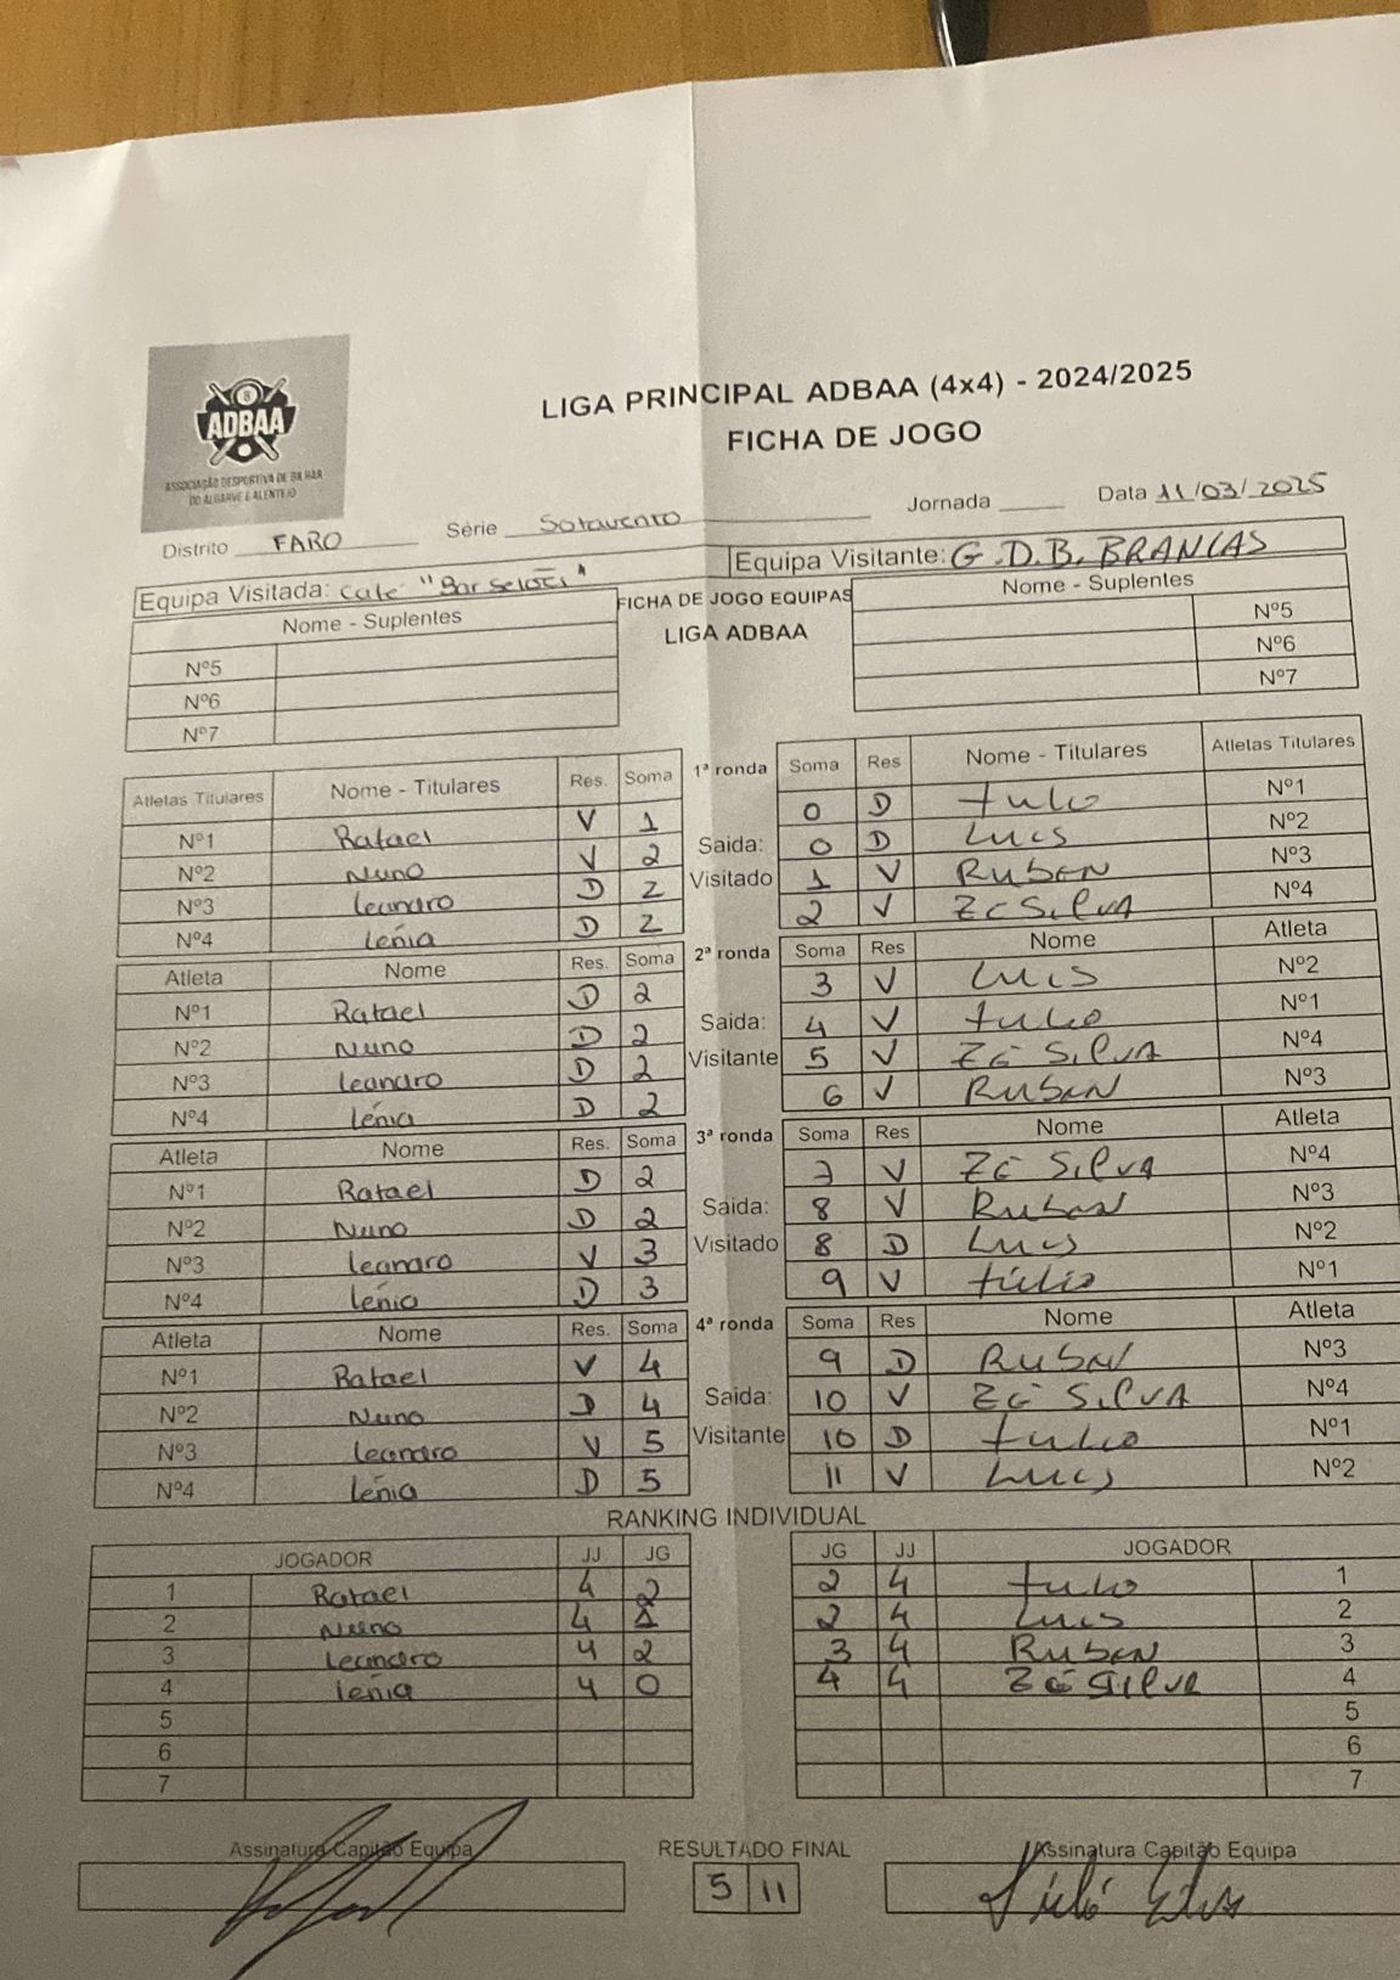 ADBAA
ASSOCIAÇÃO DESPORTIVA DE BILHAR
DO ALGARVE E ALENTEJO
LIGA PRINCIPAL ADBAA (4x4) - 2024/2025
FICHA DE JOGO
Distrito FARO Série Sotavento Jornada Data 11/03/2025
Equipa Visitada: Café "Bar Equipa Visitante: G.D.B. BRANCAS
Nome - Suplentes FICHA DE JOGO EQUIPAS Nome - Suplentes
LIGA ADBAA
Nº5 Nº5
Nº6 Nº6
Nº7 Nº7
Atletas Titulares Nome - Titulares Res. Soma 1ª ronda Soma Res Nome - Titulares Atletas Titulares
Nº1 Rafael V 1 0 D Tulio Nº1
Nº2 Nuno V 2 Saida: 0 D Luis Nº2
Nº3 Leandro D 2 Visitado 1 V RUBEN Nº3
Nº4 Lénia D 2 2 V ZÉ SILVA Nº4
Atleta Nome Res. Soma 2ª ronda Soma Res Nome Atleta
Nº1 Rafael D 2 3 V Luis Nº2
Nº2 Nuno D 2 Saida: 4 V Tulio Nº1
Nº3 Leandro D 2 Visitante 5 V ZÉ SILVA Nº4
Nº4 Lénia D 2 6 V RUBEN Nº3
Atleta Nome Res. Soma 3ª ronda Soma Res Nome Atleta
Nº1 Rafael D 2 7 V ZÉ SILVA Nº4
Nº2 Nuno D 2 Saida: 8 V Ruben Nº3
Nº3 Leandro V 3 Visitado 8 D Luis Nº2
Nº4 Lénia D 3 9 V Túlio Nº1
Atleta Nome Res. Soma 4ª ronda Soma Res Nome Atleta
Nº1 Rafael V 4 9 D RUBEN Nº3
Nº2 Nuno D 4 Saida: 10 V ZÉ SILVA Nº4
Nº3 Leandro V 5 Visitante 10 D Tulio Nº1
Nº4 Lénia D 5 11 V Luis Nº2
RANKING INDIVIDUAL
JOGADOR JJ JG JG JJ JOGADOR
1 Rafael 4 2 2 4 Tulio 1
2 Nuno 4 1 2 4 Luis 2
3 Leandro 4 2 3 4 RUBEN 3
4 Lénia 4 0 4 4 ZÉ SILVA 4
5 5
6 6
7 7
Assinatura Capitão Equipa RESULTADO FINAL Assinatura Capitão Equipa
5 11